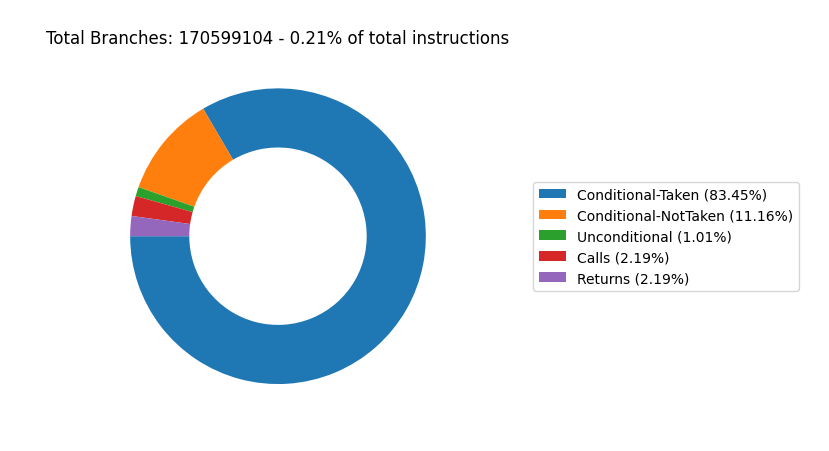 Total Branches: 170599104 - 0.21% of total instructions
Conditional-Taken (83.45%)
Conditional-NotTaken (11.16%)
Unconditional (1.01%)
Calls (2.19%)
Returns (2.19%)